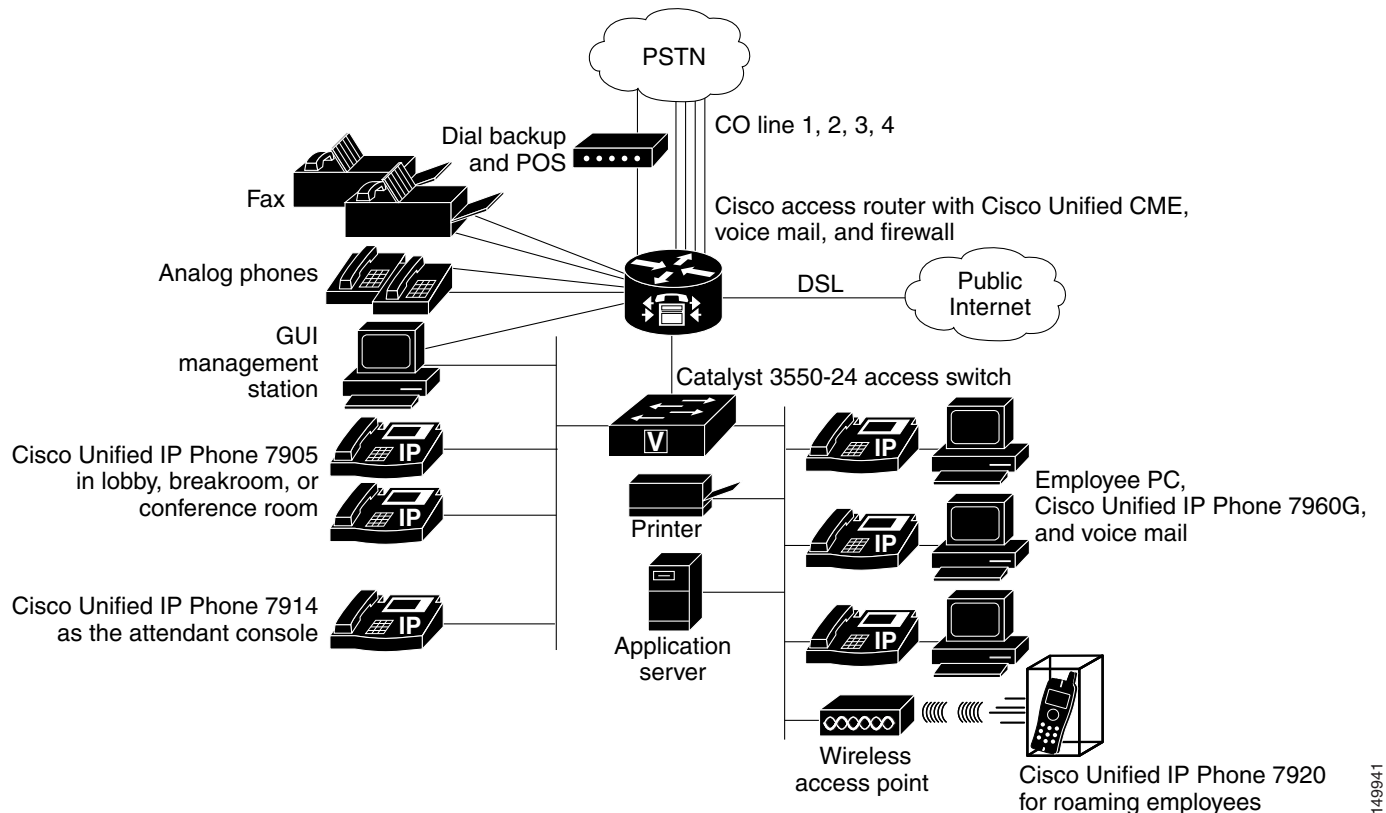 PSTN
CO line 1, 2, 3, 4
Dial backup
and POS
Fax
Cisco access router with Cisco Unified CME,
voice mail, and firewall
Analog phones
DSL
Public
Internet
GUI
management
station
Catalyst 3550-24 access switch
V
Cisco Unified IP Phone 7905
in lobby, breakroom, or
conference room
IP
IP
Printer
IP
IP
IP
Employee PC,
Cisco Unified IP Phone 7960G,
and voice mail
Cisco Unified IP Phone 7914
as the attendant console
IP
Application
server
Wireless
access point
Cisco Unified IP Phone 7920
for roaming employees
149941